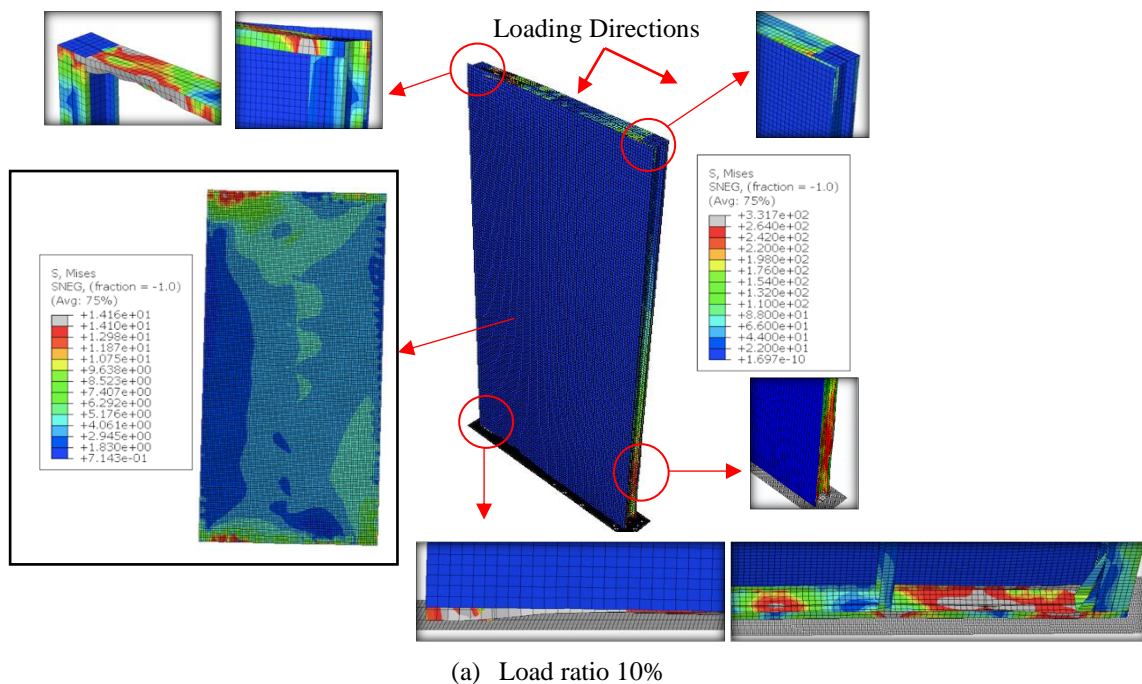 Loading Directions
S, Mises
SNEG, (fraction = -1.0)
(Avg: 75%)
+3.317e+02
+2.640e+02
+2.420e+02
+2.200e+02
+1.980e+02
+1.760e+02
+1.540e+02
+1.320e+02
+1.100e+02
+8.800e+01
+6.600e+01
+4.400e+01
+2.200e+01
+1.697e-10
S, Mises
SNEG, (fraction = -1.0)
(Avg: 75%)
+1.416e+01
+1.410e+01
+1.298e+01
+1.187e+01
+1.075e+01
+9.638e+00
+8.523e+00
+7.407e+00
+6.292e+00
+5.176e+00
+4.061e+00
+2.945e+00
+1.830e+00
+7.143e-01
(a) Load ratio 10%